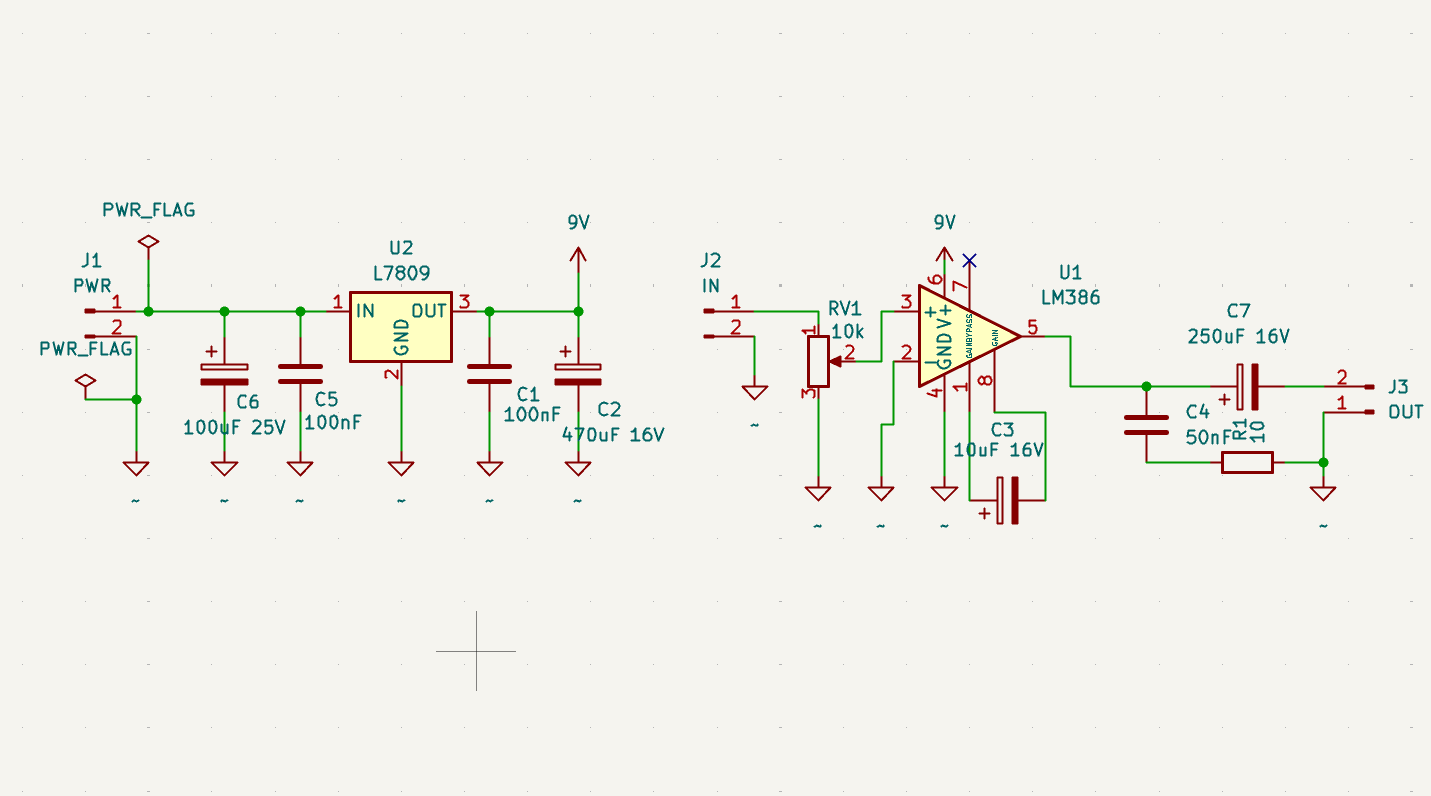 PWR_FLAG
J1
PWR
1
2
PWR_FLAG
+
C6
100uF 25V
C5
100nF
U2
L7809
1
IN
OUT
3
GND
2
C1
100nF
9V
+
C2
470uF 16V
~
~
~
~
~
~
J2
IN
1
2
~
RV1
10k
1
2
3
~
~
9V
6
7
3
+
V+
2
-
GND
GAIN
BYPASS
GAIN
4
1
8
5
U1
LM386
~
C3
10uF 16V
+
C7
250uF 16V
+
C4
50nF
R1
10
2
1
J3
OUT
~